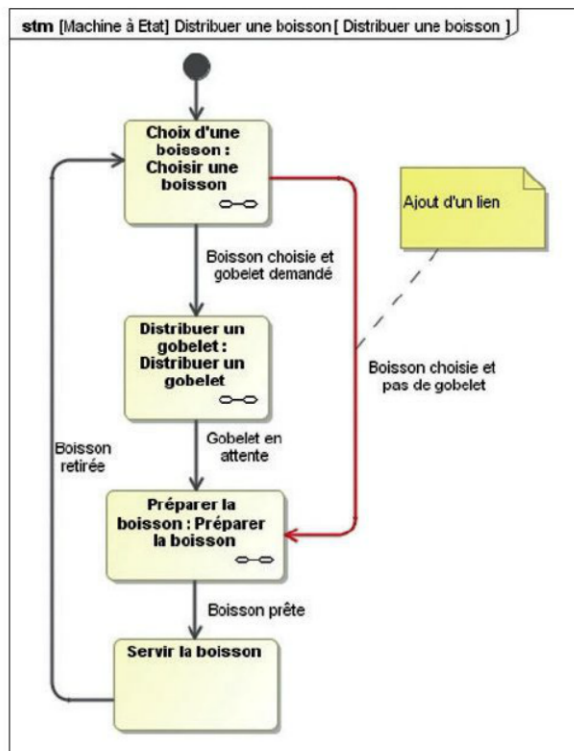 stm [Machine à Etat] Distribuer une boisson [ Distribuer une boisson ]
Choix d'une
boisson :
Choisir une
boisson
Ajout d'un lien
Boisson choisie et
gobelet demandé
Distribuer un
gobelet :
Distribuer un
gobelet
Boisson choisie et
pas de gobelet
Boisson
retirée
Gobelet en
attente
Préparer la
boisson : Préparer
la boisson
Boisson prête
Servir la boisson